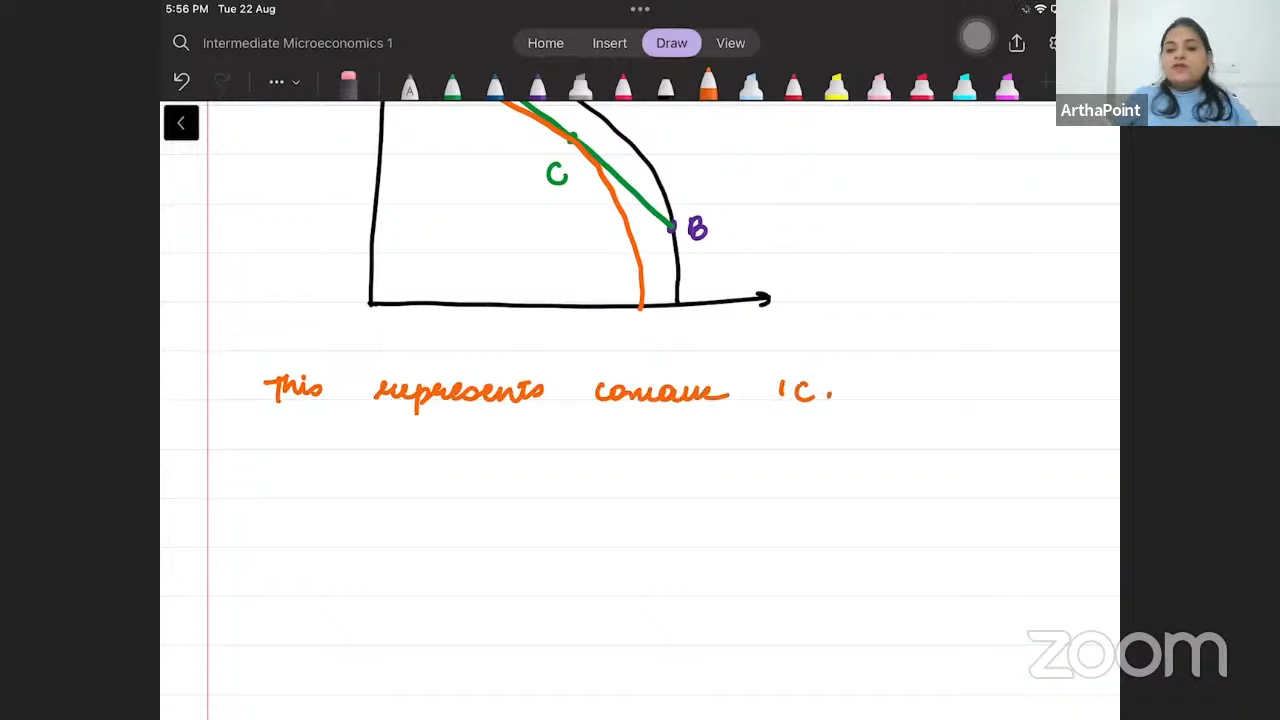 5:56 PM Tue 22 Aug
Intermediate Microeconomics 1
Home Insert Draw View
A
ArthaPoint
C
B
This represents concave IC.
zoom